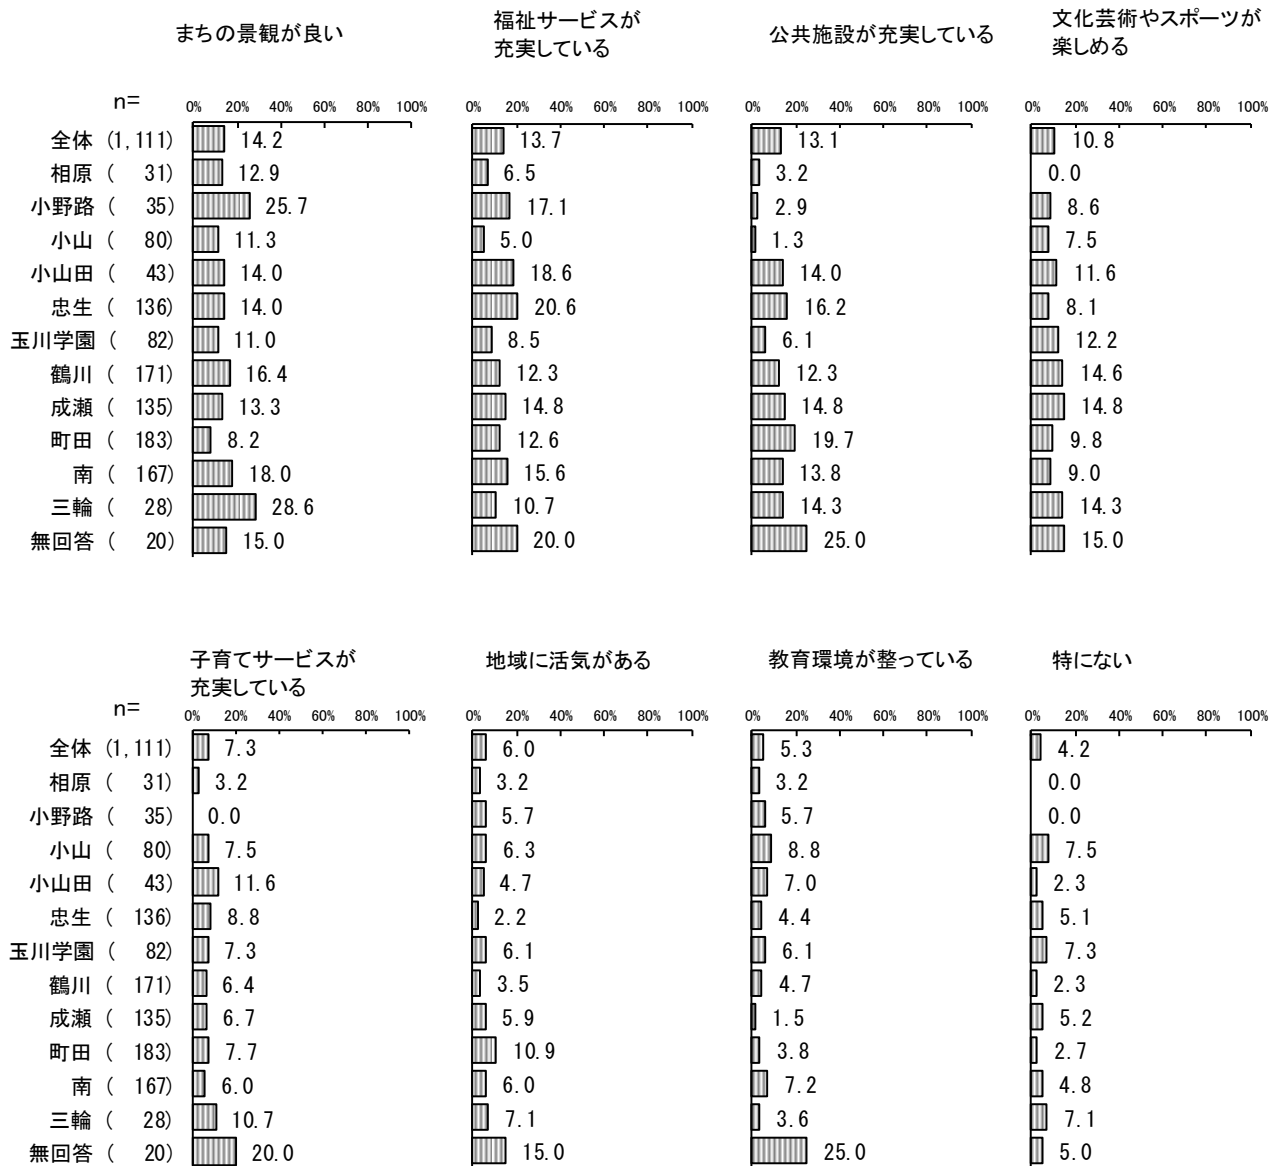 まちの景観が良い
福祉サービスが
充実している
公共施設が充実している
文化芸術やスポーツが
楽しめる
n=
0% 20% 40% 60% 80% 100% 0% 20% 40% 60% 80% 100% 0% 20% 40% 60% 80% 100% 0% 20% 40% 60% 80% 100%
全体 (1,111) 14.2 13.7 13.1 10.8
相原 ( 31) 12.9 6.5 3.2 0.0
小野路 ( 35) 25.7 17.1 2.9 8.6
小山 ( 80) 11.3 5.0 1.3 7.5
小山田 ( 43) 14.0 18.6 14.0 11.6
忠生 ( 136) 14.0 20.6 16.2 8.1
玉川学園 ( 82) 11.0 8.5 6.1 12.2
鶴川 ( 171) 16.4 12.3 12.3 14.6
成瀬 ( 135) 13.3 14.8 14.8 14.8
町田 ( 183) 8.2 12.6 19.7 9.8
南 ( 167) 18.0 15.6 13.8 9.0
三輪 ( 28) 28.6 10.7 14.3 14.3
無回答 ( 20) 15.0 20.0 25.0 15.0
子育てサービスが
充実している
地域に活気がある
教育環境が整っている
特にない
n=
0% 20% 40% 60% 80% 100% 0% 20% 40% 60% 80% 100% 0% 20% 40% 60% 80% 100% 0% 20% 40% 60% 80% 100%
全体 (1,111) 7.3 6.0 5.3 4.2
相原 ( 31) 3.2 3.2 3.2 0.0
小野路 ( 35) 0.0 5.7 5.7 0.0
小山 ( 80) 7.5 6.3 8.8 7.5
小山田 ( 43) 11.6 4.7 7.0 2.3
忠生 ( 136) 8.8 2.2 4.4 5.1
玉川学園 ( 82) 7.3 6.1 6.1 7.3
鶴川 ( 171) 6.4 3.5 4.7 2.3
成瀬 ( 135) 6.7 5.9 1.5 5.2
町田 ( 183) 7.7 10.9 3.8 2.7
南 ( 167) 6.0 6.0 7.2 4.8
三輪 ( 28) 10.7 7.1 3.6 7.1
無回答 ( 20) 20.0 15.0 25.0 5.0